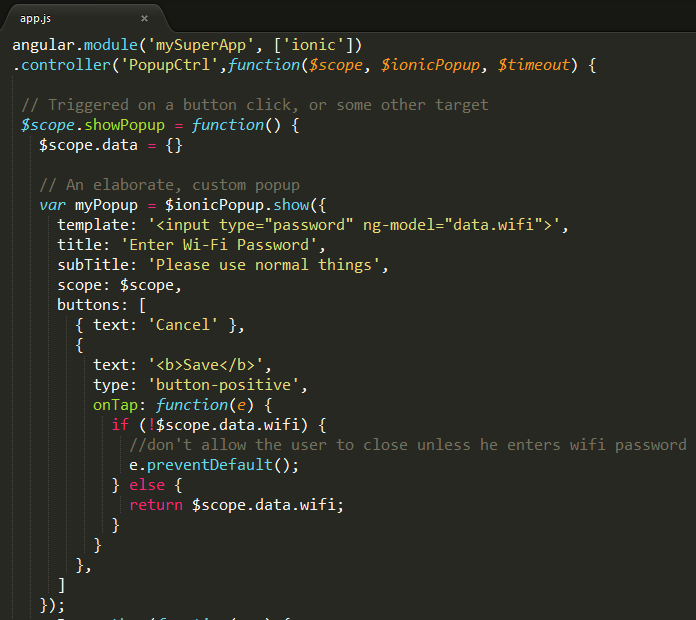 app.js ×
angular.module('mySuperApp', ['ionic'])
.controller('PopupCtrl',function($scope, $ionicPopup, $timeout) {
// Triggered on a button click, or some other target
$scope.showPopup = function() {
$scope.data = {}
// An elaborate, custom popup
var myPopup = $ionicPopup.show({
template: '<input type="password" ng-model="data.wifi">',
title: 'Enter Wi-Fi Password',
subTitle: 'Please use normal things',
scope: $scope,
buttons: [
{ text: 'Cancel' },
{
text: '<b>Save</b>',
type: 'button-positive',
onTap: function(e) {
if (!$scope.data.wifi) {
//don't allow the user to close unless he enters wifi password
e.preventDefault();
} else {
return $scope.data.wifi;
}
}
},
]
});